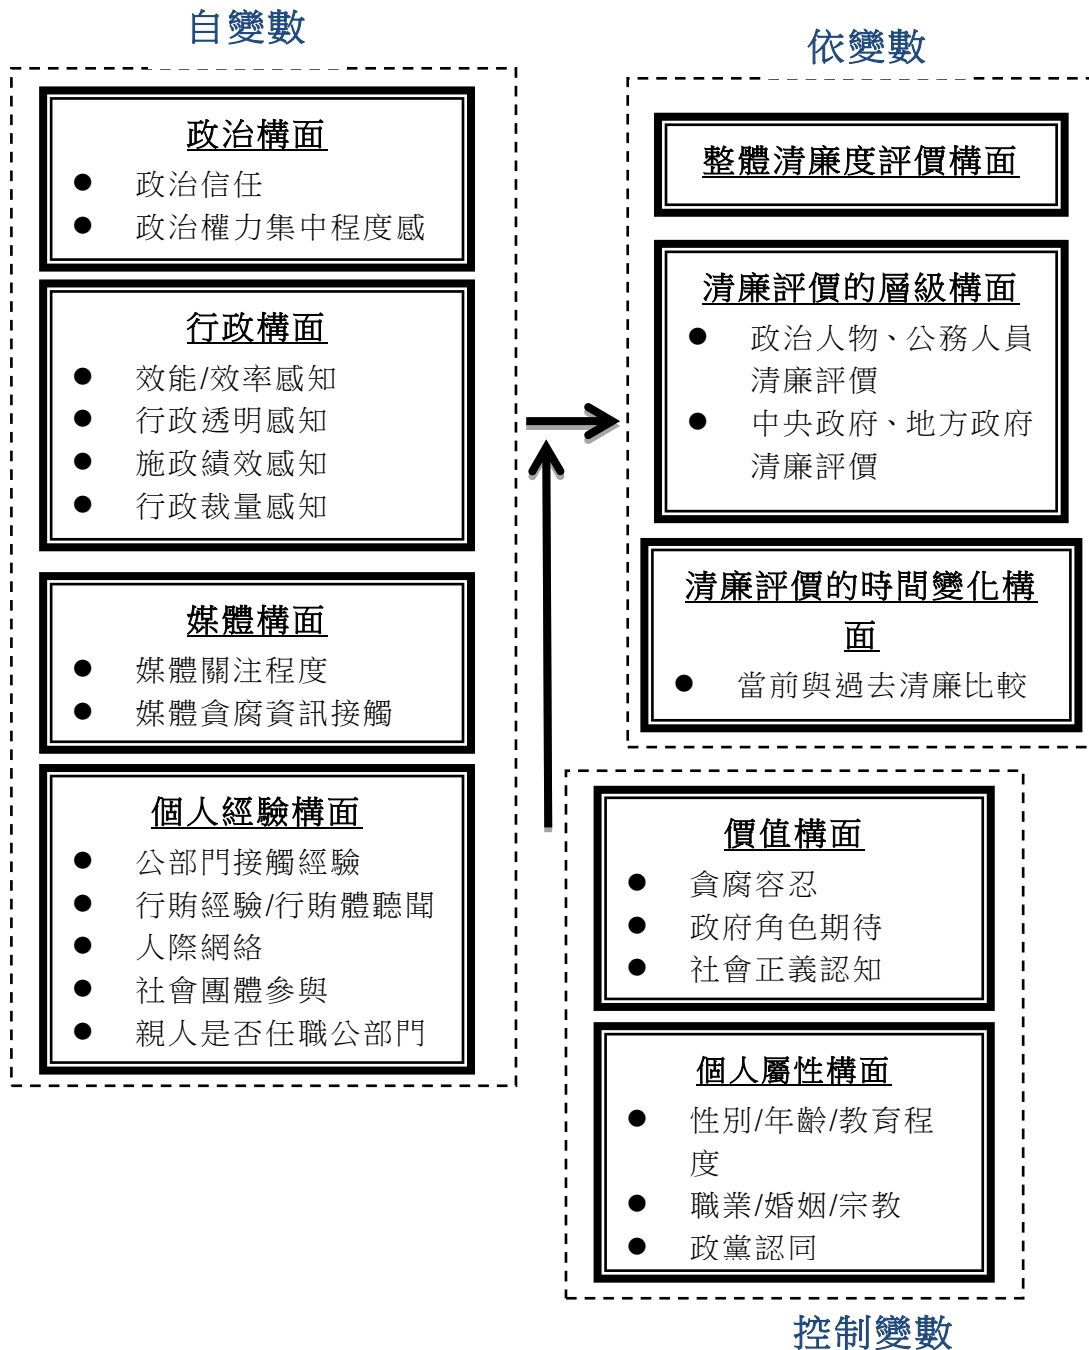 自變數
政治構面
● 政治信任
● 政治權力集中程度感
行政構面
● 效能/效率感知
● 行政透明感知
● 施政績效感知
● 行政裁量感知
媒體構面
● 媒體關注程度
● 媒體貪腐資訊接觸
個人經驗構面
● 公部門接觸經驗
● 行賄經驗/行賄體聽聞
● 人際網絡
● 社會團體參與
● 親人是否任職公部門
依變數
整體清廉度評價構面
清廉評價的層級構面
● 政治人物、公務人員
清廉評價
● 中央政府、地方政府
清廉評價
清廉評價的時間變化構
面
● 當前與過去清廉比較
價值構面
● 貪腐容忍
● 政府角色期待
● 社會正義認知
個人屬性構面
● 性別/年齡/教育程
度
● 職業/婚姻/宗教
● 政黨認同
控制變數